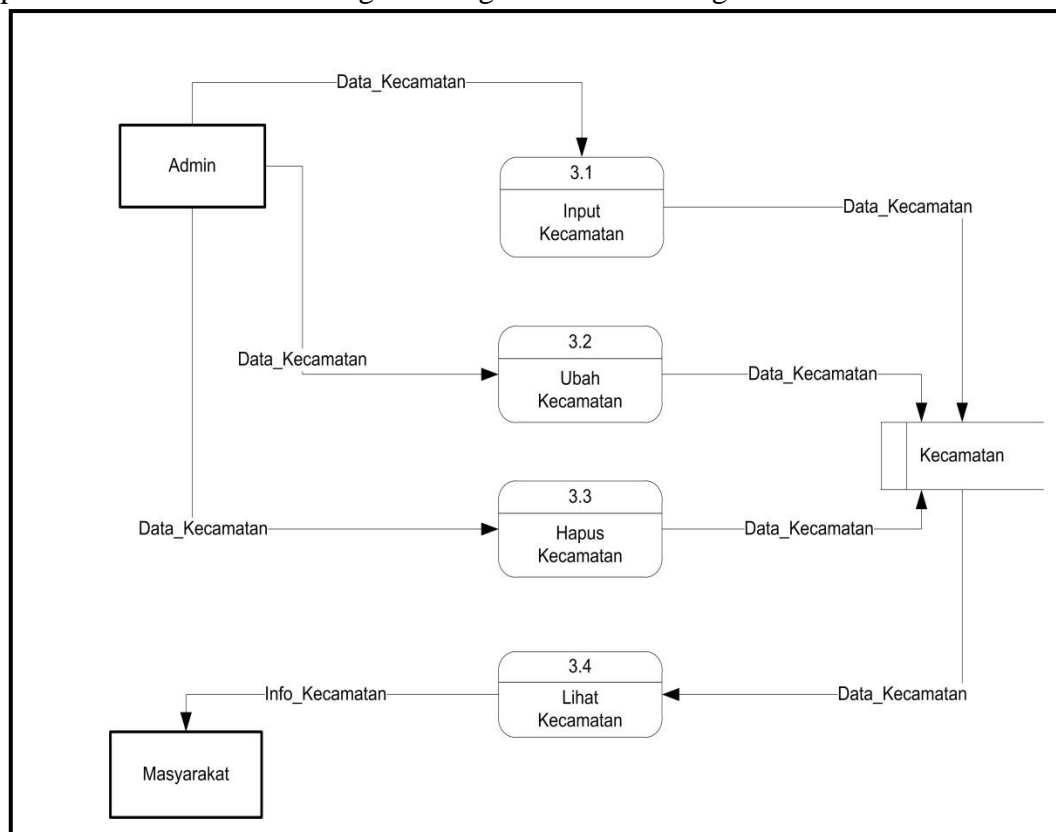 Data_Kecamatan
Admin
3.1
Input
Kecamatan
Data_Kecamatan
3.2
Ubah
Kecamatan
Data_Kecamatan
Data_Kecamatan
Kecamatan
3.3
Hapus
Kecamatan
Data_Kecamatan
Data_Kecamatan
3.4
Lihat
Kecamatan
Info_Kecamatan
Data_Kecamatan
Masyarakat